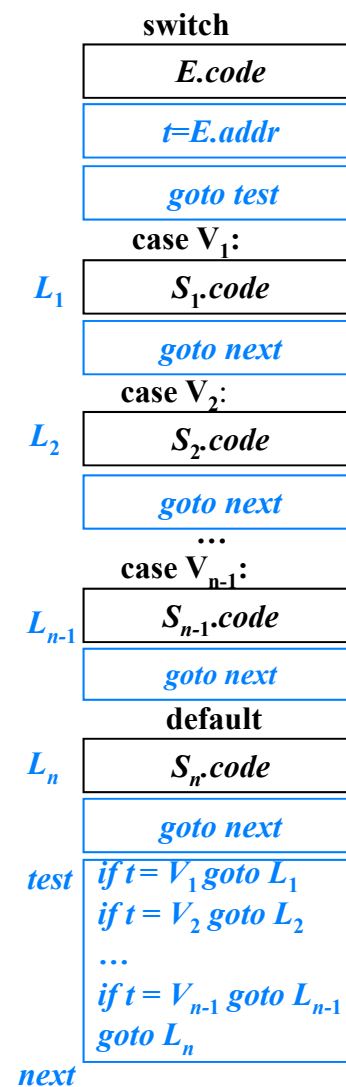 switch
E.code
t=E.addr
goto test
case V₁:
L₁ S₁.code
goto next
case V₂:
L₂ S₂.code
goto next
…
case Vₙ₋₁:
Lₙ₋₁ Sₙ₋₁.code
goto next
default
Lₙ Sₙ.code
goto next
test if t = V₁ goto L₁
if t = V₂ goto L₂
…
if t = Vₙ₋₁ goto Lₙ₋₁
goto Lₙ
next